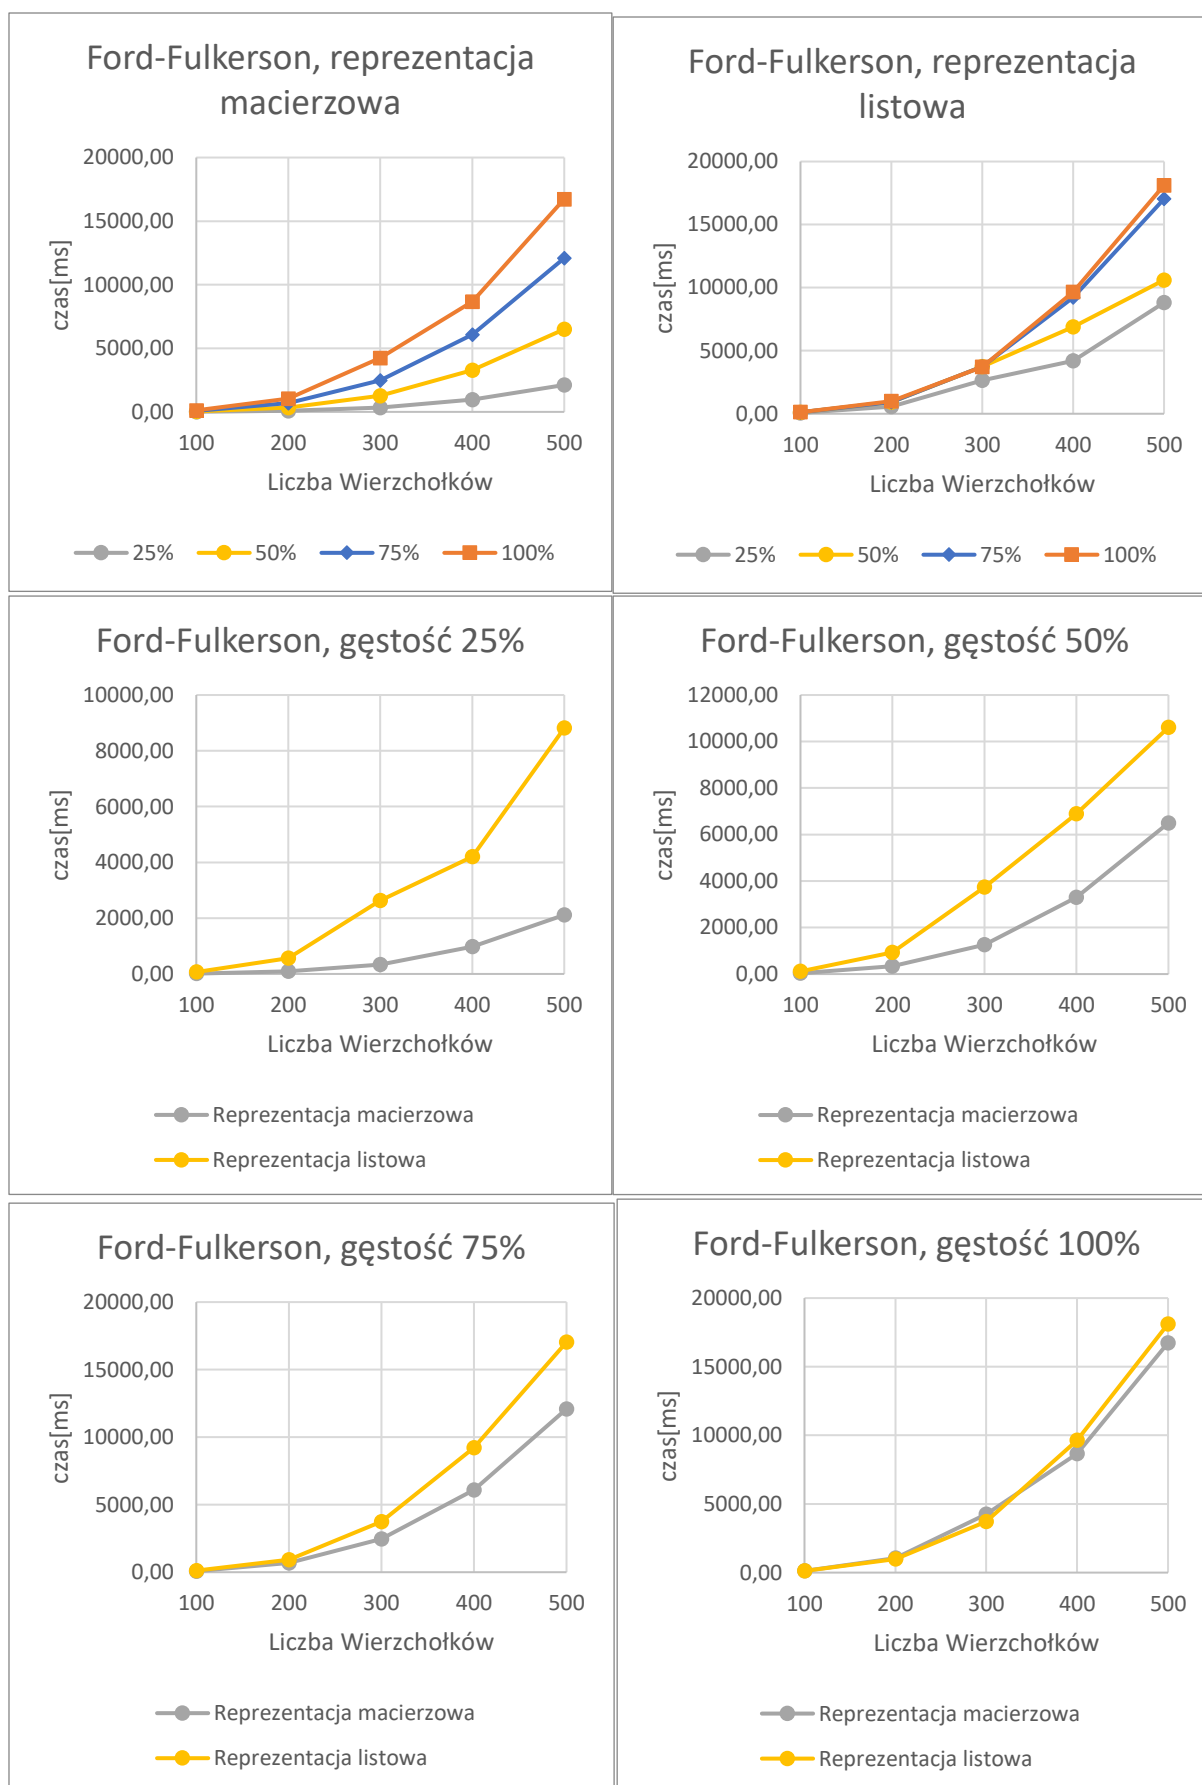 Ford-Fulkerson, reprezentacja
macierzowa
20000,00
15000,00
10000,00
5000,00
0,00
czas[ms]
100 200 300 400 500
Liczba Wierzchołków
25% 50% 75% 100%
Ford-Fulkerson, reprezentacja
listowa
20000,00
15000,00
10000,00
5000,00
0,00
czas[ms]
100 200 300 400 500
Liczba Wierzchołków
25% 50% 75% 100%
Ford-Fulkerson, gęstość 25%
10000,00
8000,00
6000,00
4000,00
2000,00
0,00
czas[ms]
100 200 300 400 500
Liczba Wierzchołków
Reprezentacja macierzowa
Reprezentacja listowa
Ford-Fulkerson, gęstość 50%
12000,00
10000,00
8000,00
6000,00
4000,00
2000,00
0,00
czas[ms]
100 200 300 400 500
Liczba Wierzchołków
Reprezentacja macierzowa
Reprezentacja listowa
Ford-Fulkerson, gęstość 75%
20000,00
15000,00
10000,00
5000,00
0,00
czas[ms]
100 200 300 400 500
Liczba Wierzchołków
Reprezentacja macierzowa
Reprezentacja listowa
Ford-Fulkerson, gęstość 100%
20000,00
15000,00
10000,00
5000,00
0,00
czas[ms]
100 200 300 400 500
Liczba Wierzchołków
Reprezentacja macierzowa
Reprezentacja listowa